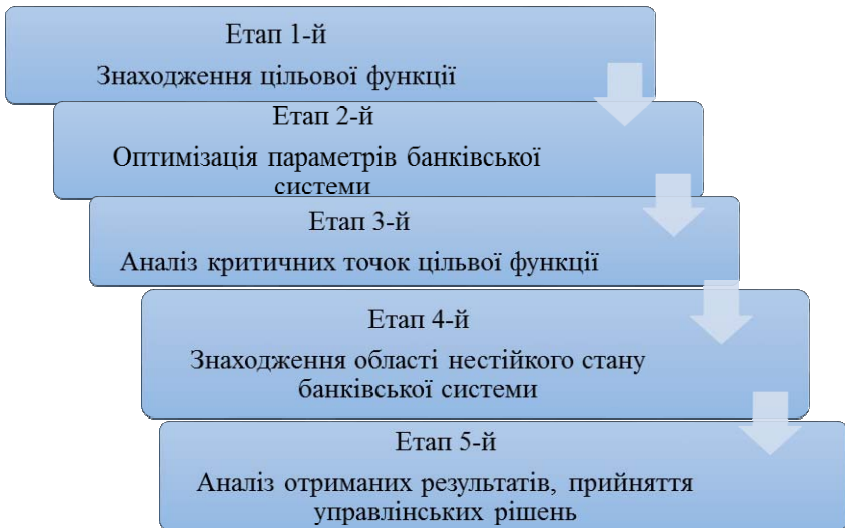 Етап 1-й
Знаходження цільової функції
Етап 2-й
Оптимізація параметрів банківської
системи
Етап 3-й
Аналіз критичних точок цільвої функції
Етап 4-й
Знаходження області нестійкого стану
банківської системи
Етап 5-й
Аналіз отриманих результатів, прийняття
управлінських рішень